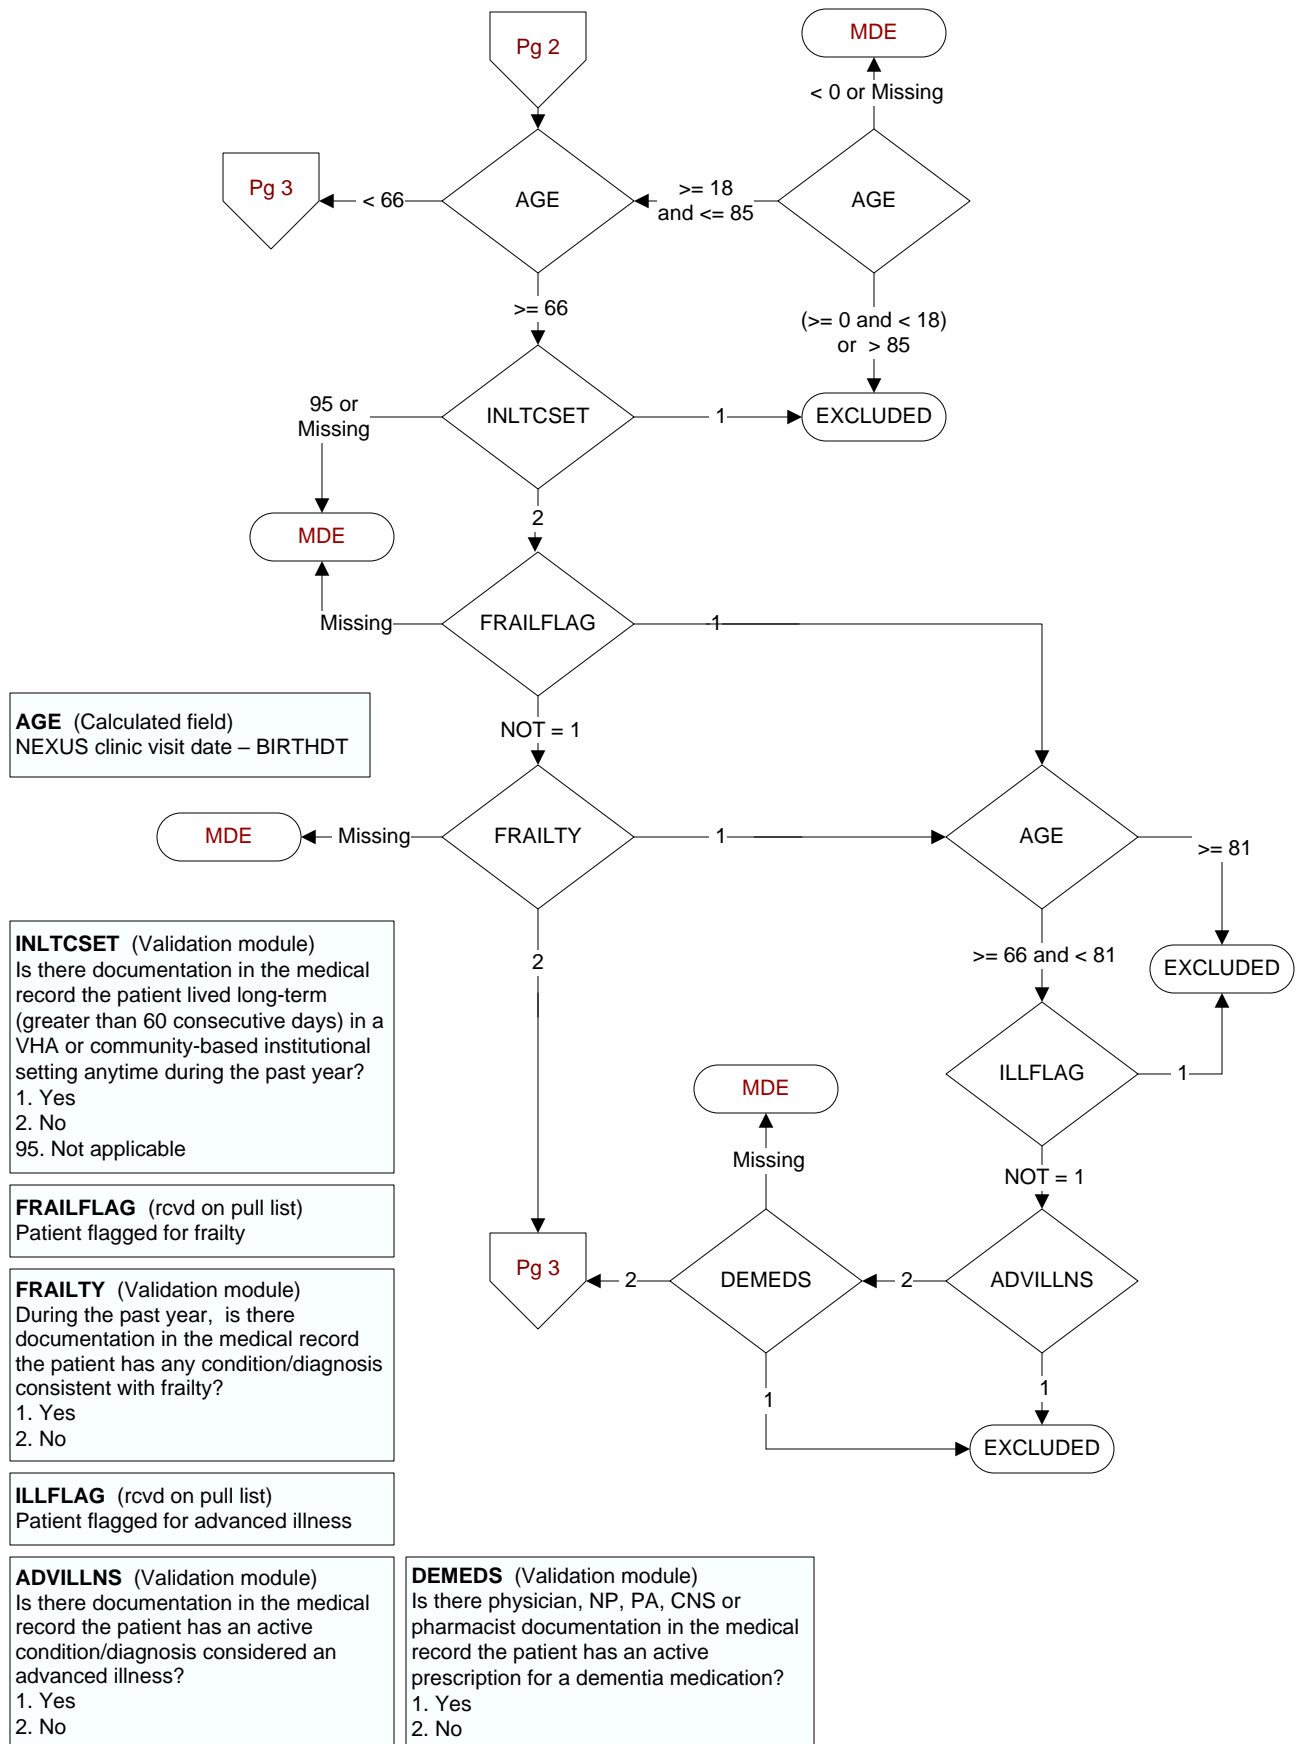 Pg 2
MDE
< 0 or Missing
Pg 3
< 66
AGE
>= 18
and <= 85
AGE
>= 66
(>= 0 and < 18)
or > 85
95 or
Missing
INLTCSET
1
EXCLUDED
2
MDE
Missing
FRAILFLAG
1
AGE (Calculated field)
NEXUS clinic visit date – BIRTHDT
NOT = 1
MDE
Missing
FRAILTY
1
AGE
>= 81
INLTCSET (Validation module)
Is there documentation in the medical
record the patient lived long-term
(greater than 60 consecutive days) in a
VHA or community-based institutional
setting anytime during the past year?
1. Yes
2. No
95. Not applicable
2
>= 66 and < 81
EXCLUDED
ILLFLAG
1
MDE
Missing
NOT = 1
FRAILFLAG (rcvd on pull list)
Patient flagged for frailty
Pg 3
2
DEMEDS
2
ADVILLNS
FRAILTY (Validation module)
During the past year, is there
documentation in the medical record
the patient has any condition/diagnosis
consistent with frailty?
1. Yes
2. No
1
1
EXCLUDED
ILLFLAG (rcvd on pull list)
Patient flagged for advanced illness
ADVILLNS (Validation module)
Is there documentation in the medical
record the patient has an active
condition/diagnosis considered an
advanced illness?
1. Yes
2. No
DEMEDS (Validation module)
Is there physician, NP, PA, CNS or
pharmacist documentation in the medical
record the patient has an active
prescription for a dementia medication?
1. Yes
2. No